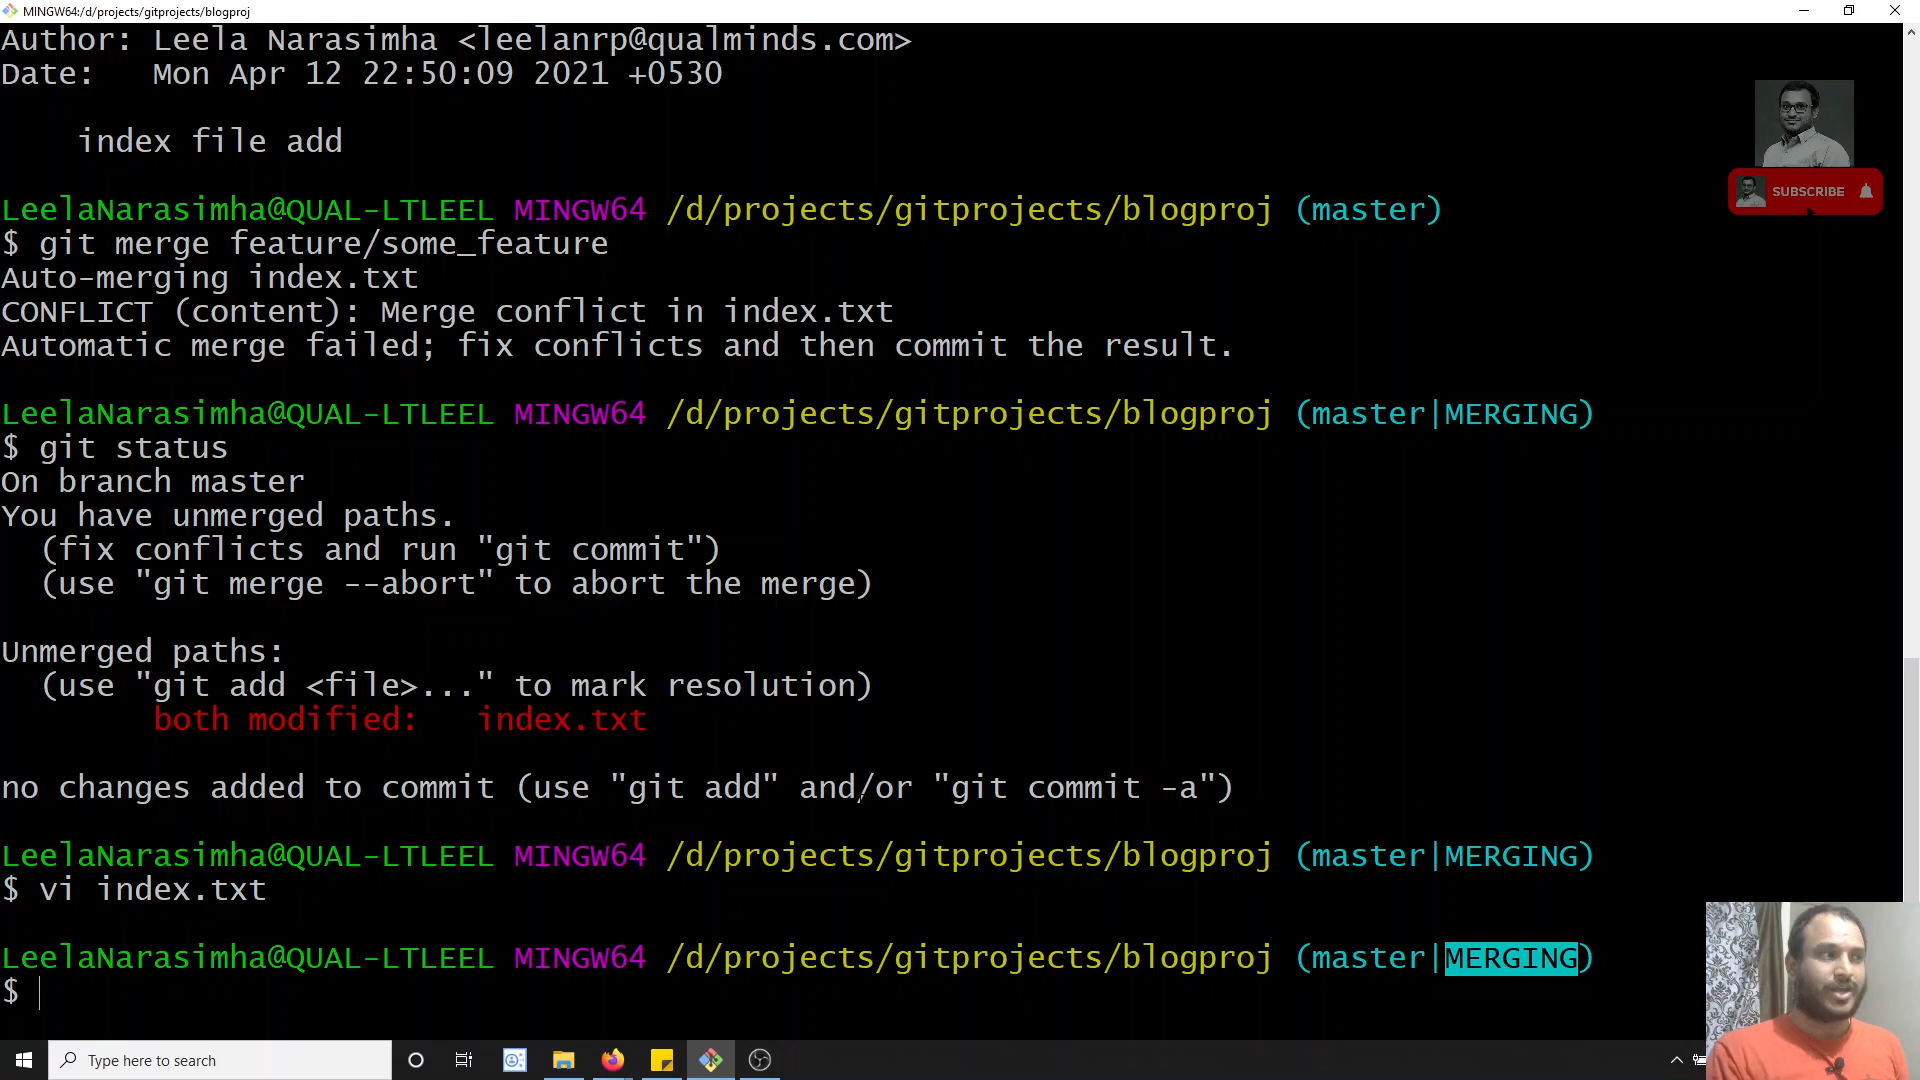 MINGW64:/d/projects/gitprojects/blogproj
Author: Leela Narasimha <leelanrp@qualminds.com>
Date:   Mon Apr 12 22:50:09 2021 +0530
    index file add
LeelaNarasimha@QUAL-LTLEEL MINGW64 /d/projects/gitprojects/blogproj (master)
SUBSCRIBE
$ git merge feature/some_feature
Auto-merging index.txt
CONFLICT (content): Merge conflict in index.txt
Automatic merge failed; fix conflicts and then commit the result.
LeelaNarasimha@QUAL-LTLEEL MINGW64 /d/projects/gitprojects/blogproj (master|MERGING)
$ git status
On branch master
You have unmerged paths.
  (fix conflicts and run "git commit")
  (use "git merge --abort" to abort the merge)
Unmerged paths:
  (use "git add <file>..." to mark resolution)
        both modified:   index.txt
no changes added to commit (use "git add" and/or "git commit -a")
LeelaNarasimha@QUAL-LTLEEL MINGW64 /d/projects/gitprojects/blogproj (master|MERGING)
$ vi index.txt
LeelaNarasimha@QUAL-LTLEEL MINGW64 /d/projects/gitprojects/blogproj (master|MERGING)
$
Type here to search